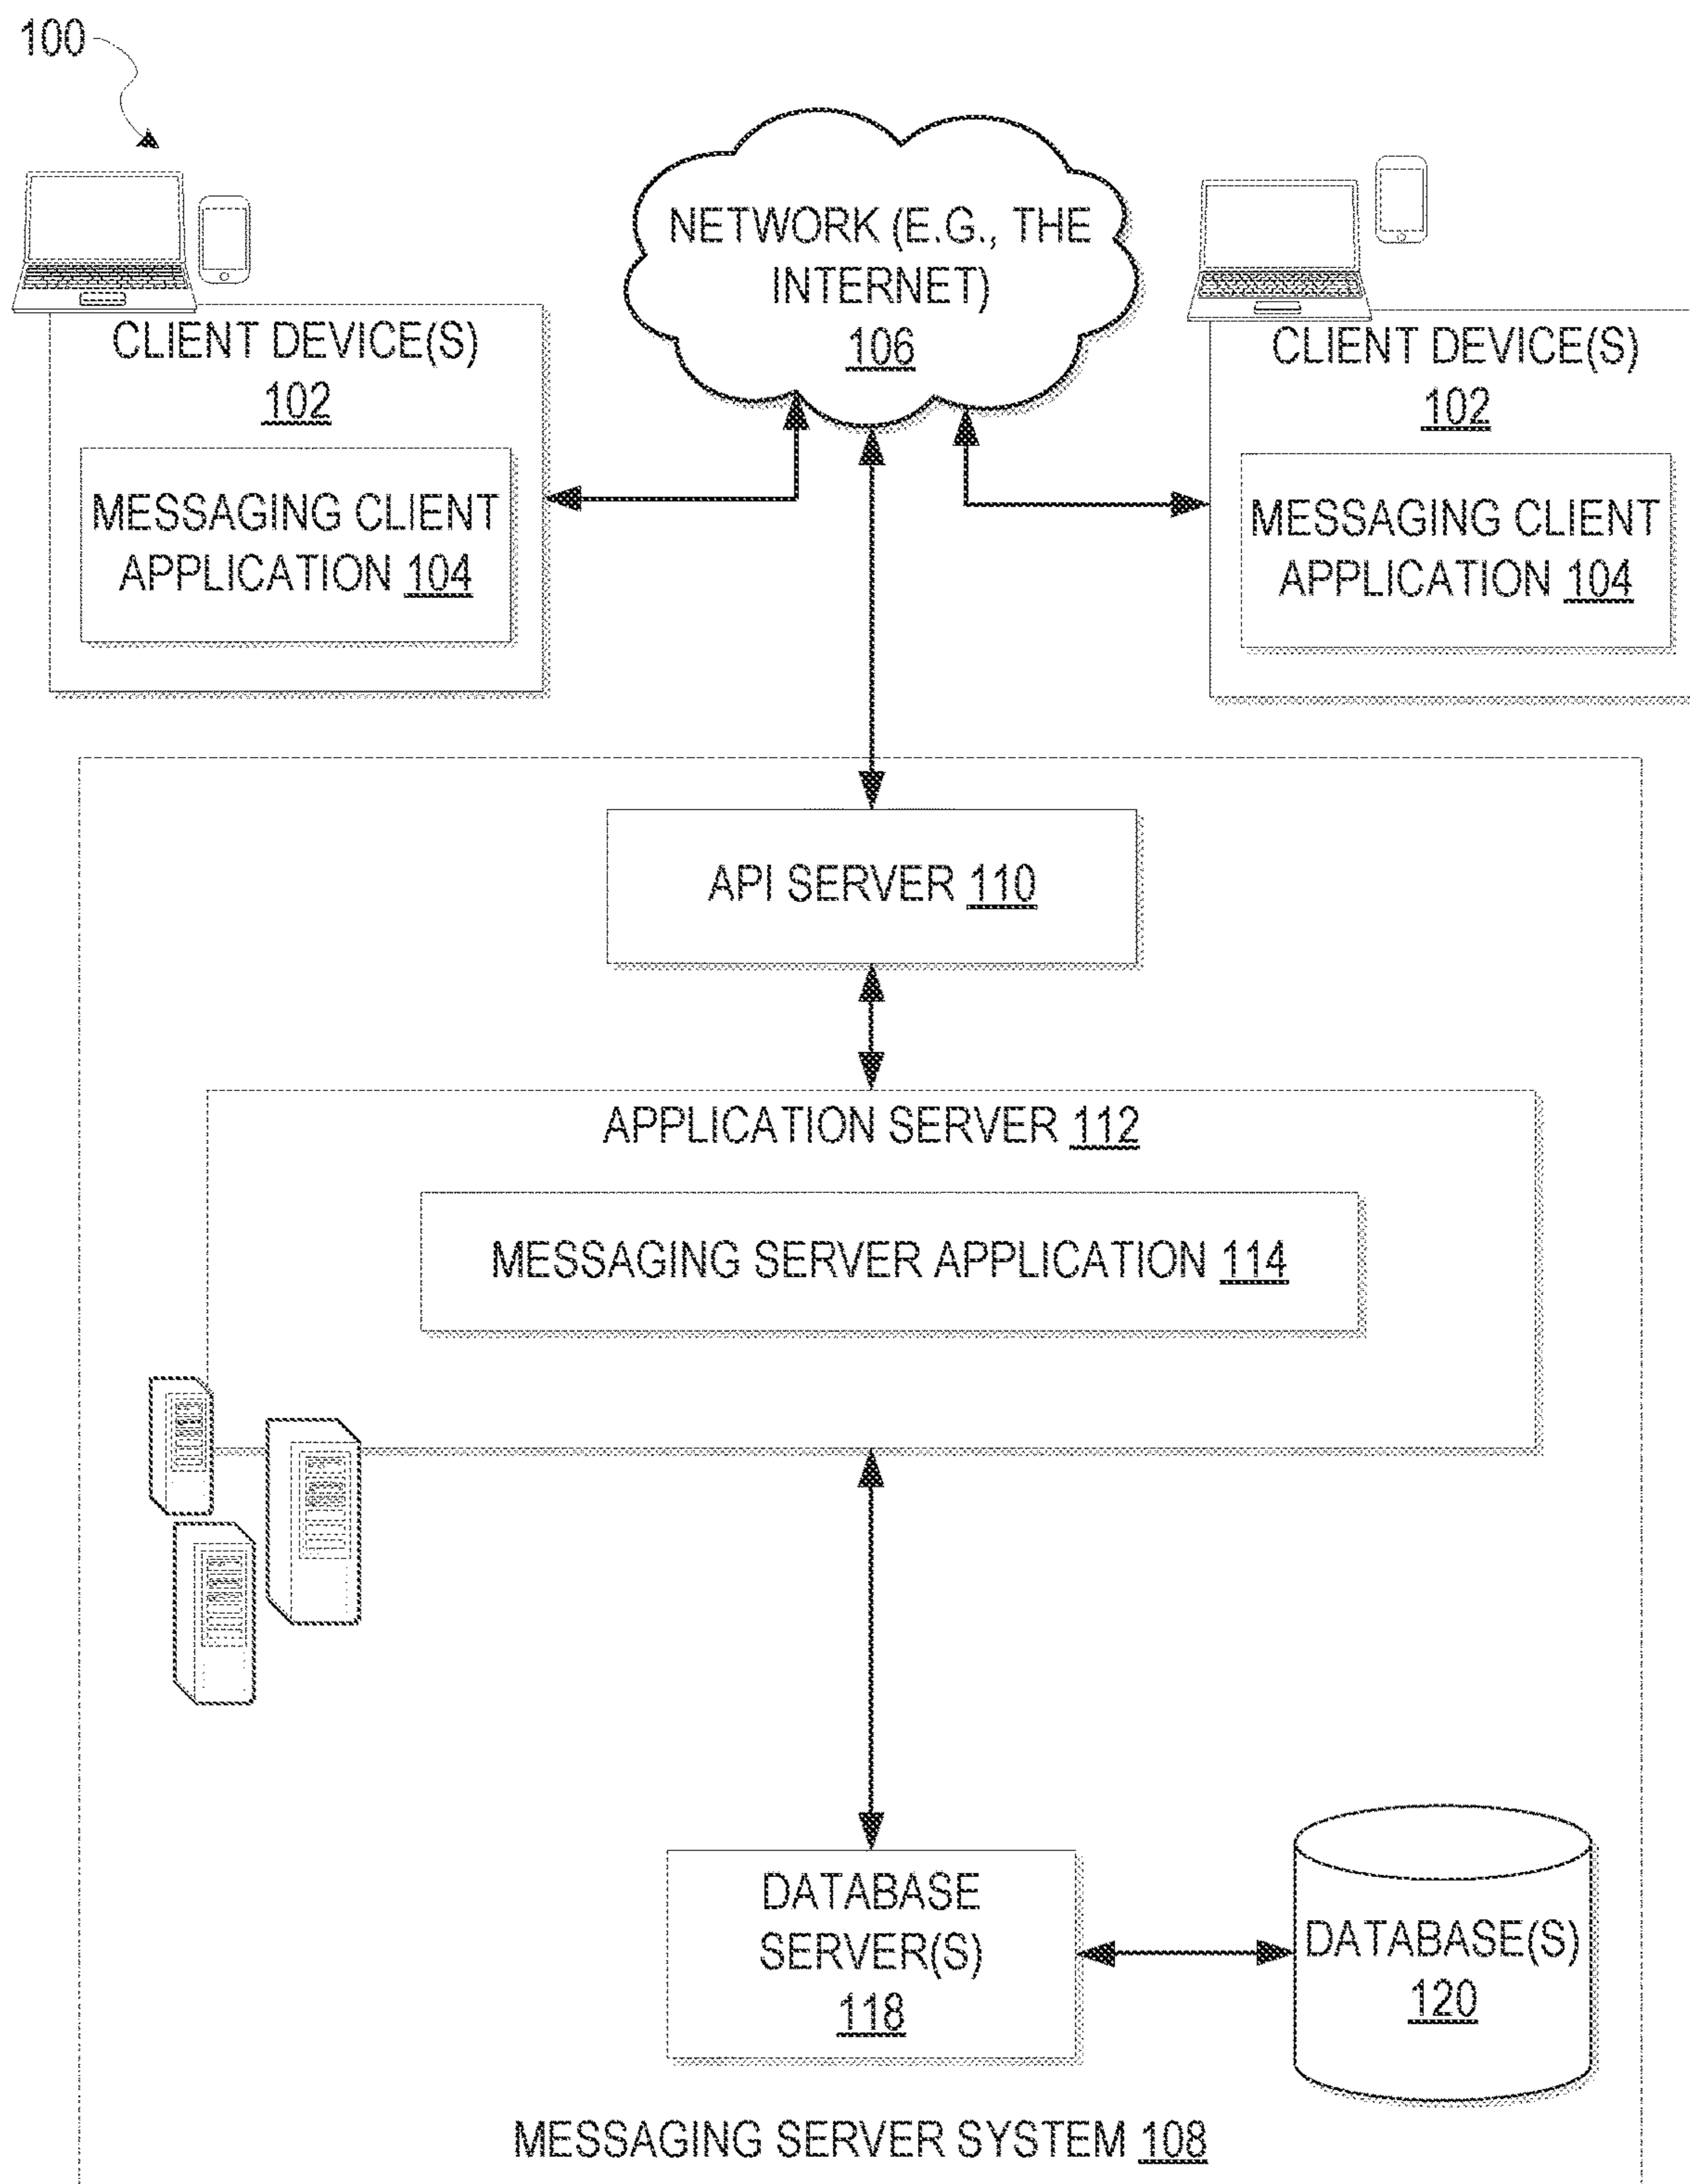 100
NETWORK (E.G., THE
INTERNET)
106
CLIENT DEVICE(S)
102
MESSAGING CLIENT
APPLICATION 104
CLIENT DEVICE(S)
102
MESSAGING CLIENT
APPLICATION 104
API SERVER 110
APPLICATION SERVER 112
MESSAGING SERVER APPLICATION 114
DATABASE
SERVER(S)
118
DATABASE(S)
120
MESSAGING SERVER SYSTEM 108